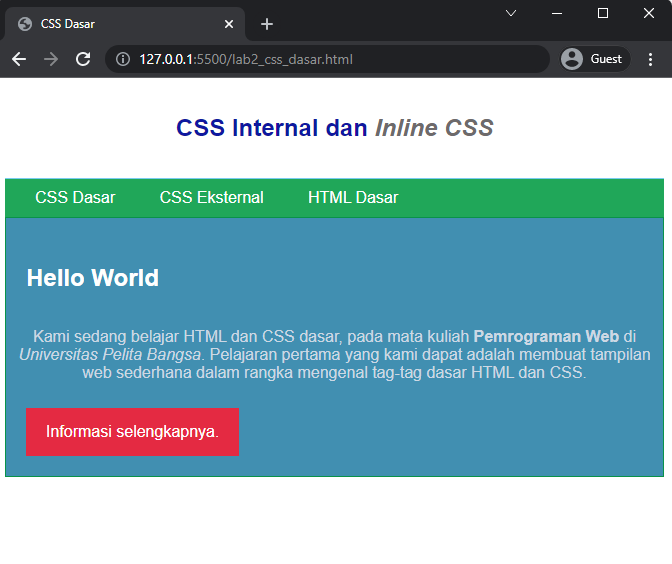 CSS Dasar
127.0.0.1:5500/lab2_css_dasar.html
Guest
CSS Internal dan Inline CSS
CSS Dasar CSS Eksternal HTML Dasar
Hello World
Kami sedang belajar HTML dan CSS dasar, pada mata kuliah Pemrograman Web di
Universitas Pelita Bangsa. Pelajaran pertama yang kami dapat adalah membuat tampilan
web sederhana dalam rangka mengenal tag-tag dasar HTML dan CSS.
Informasi selengkapnya.